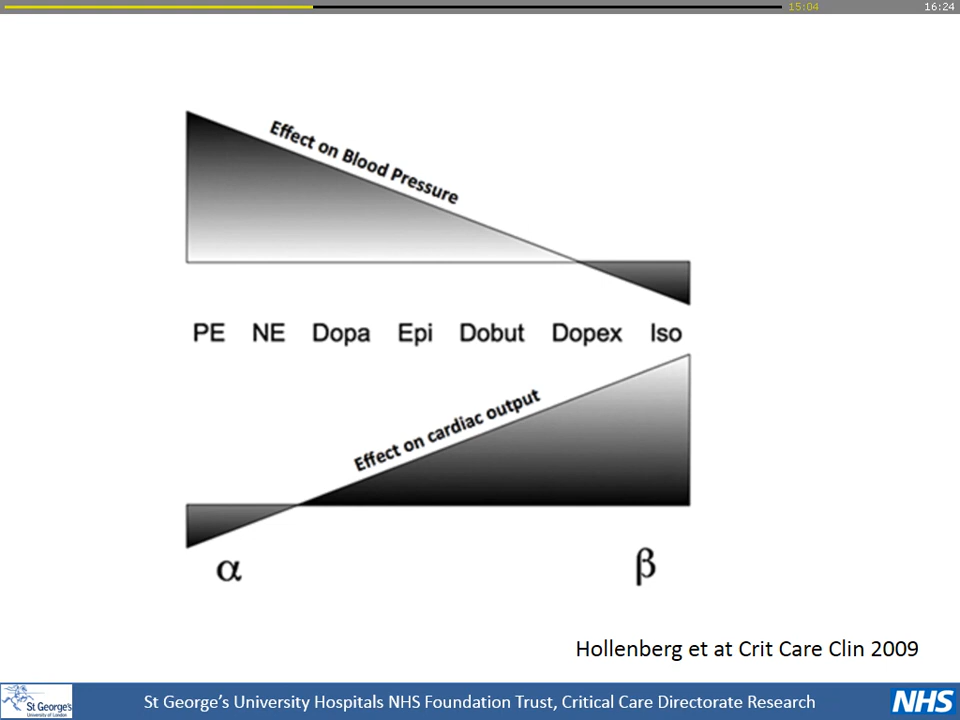 15:04 16:24
Effect on Blood Pressure
PE NE Dopa Epi Dobut Dopex Iso
Effect on cardiac output
α β
Hollenberg et at Crit Care Clin 2009
St George's
University of London
St George's University Hospitals NHS Foundation Trust, Critical Care Directorate Research
NHS